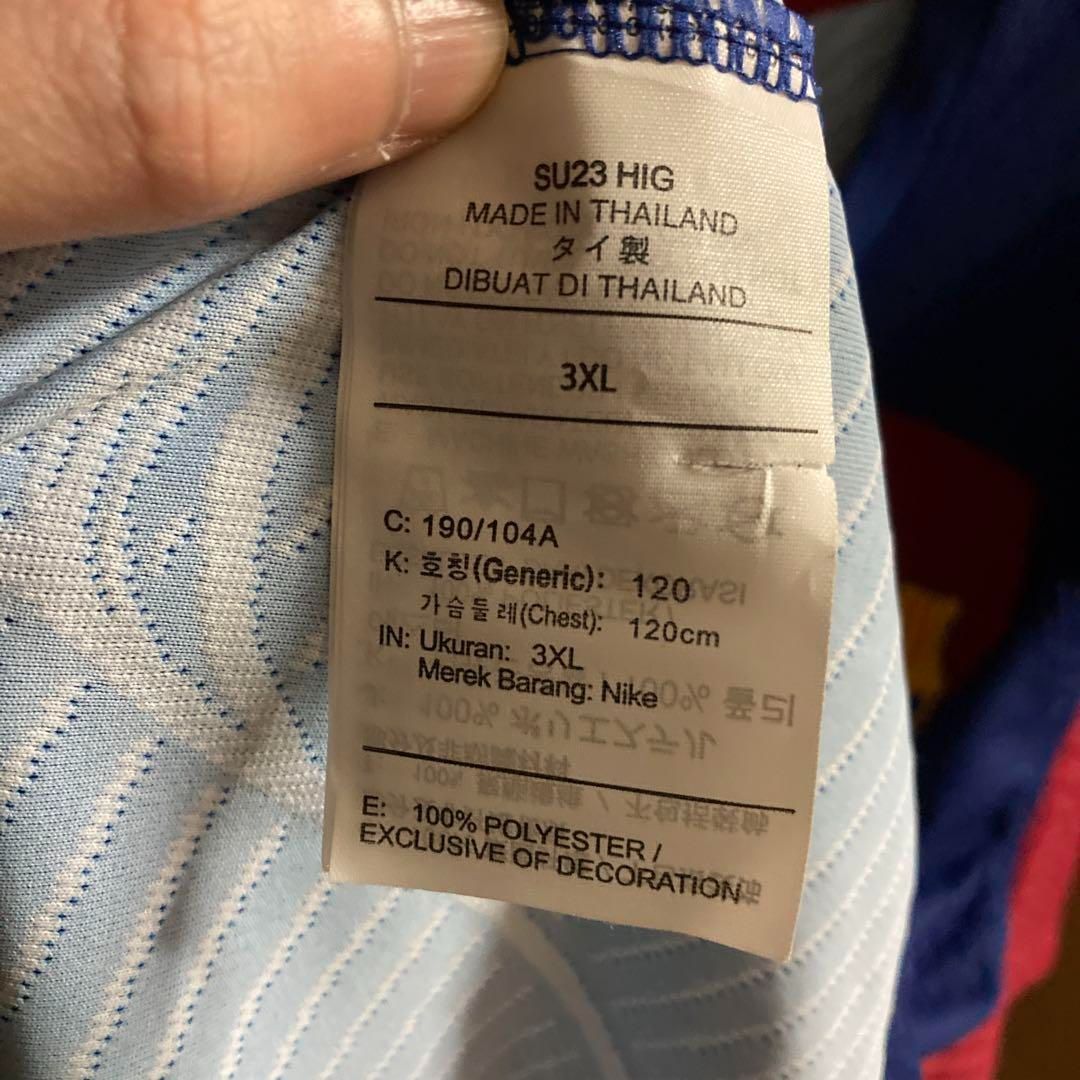 SU23 HIG
MADE IN THAILAND
タイ製
DIBUAT DI THAILAND
3XL
C: 190/104A
K: 호칭(Generic): 120
가슴둘레(Chest): 120cm
IN: Ukuran: 3XL
Merek Barang: Nike
E: 100% POLYESTER /
EXCLUSIVE OF DECORATION